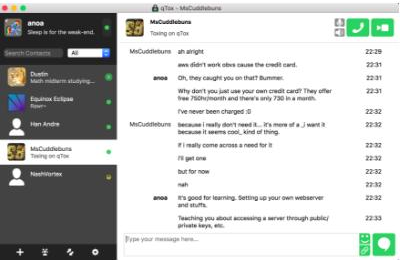 qTox - MsCuddlebuns
anoa
Sleep is for the week-end.
Search Contacts
All
Dustin
Math midterm studying...
Equinox Eclipse
Rawr~
Han Andre
MsCuddlebuns
Toxing on qTox
NashVortex
MsCuddlebuns
Toxing on qTox
MsCuddlebuns ah alright 22:29
aws didn't work obvs cause the credit card. 22:31
anoa Oh, they caught you on that? Bummer. 22:31
Why don't you just use your own credit card? They offer 22:31
free 750hr/month and there's only 730 in a month.
I've never been charged :0 22:32
MsCuddlebuns because i really don't need it... it's more of a ,i want it 22:32
because it seems cool, kind of thing.
if i really come across a need for it 22:32
i'll get one 22:32
but for now 22:32
nah 22:32
anoa It's good for learning. Setting up your own webserver 22:32
and stuffs.
Teaching you about accessing a server through public/ 22:33
private keys, etc.
Type your message here...